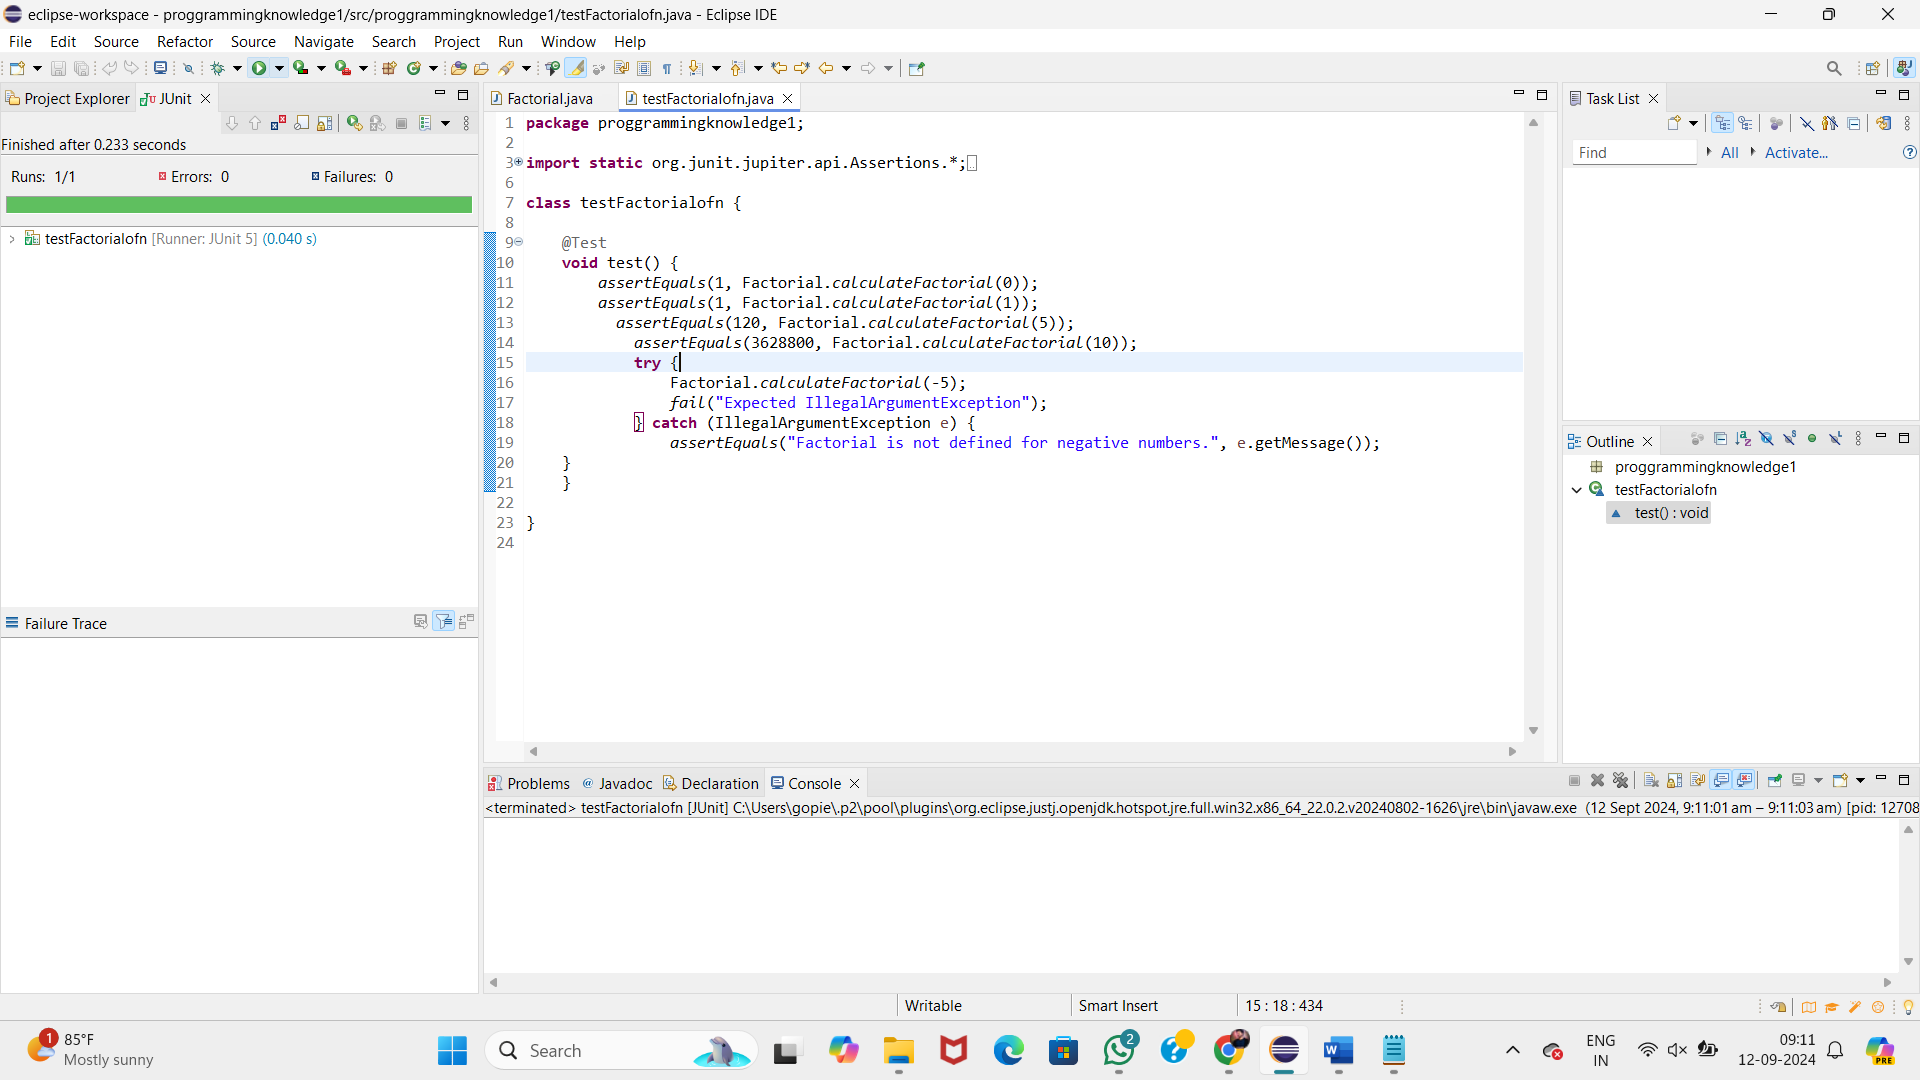 eclipse-workspace - proggrammingknowledge1/src/proggrammingknowledge1/testFactorialofn.java - Eclipse IDE
File Edit Source Refactor Source Navigate Search Project Run Window Help
Project Explorer JUnit
Finished after 0.233 seconds
Runs: 1/1 Errors: 0 Failures: 0
testFactorialofn [Runner: JUnit 5] (0.040 s)
Failure Trace
Factorial.java testFactorialofn.java
1 package proggrammingknowledge1;
2
3 import static org.junit.jupiter.api.Assertions.*;
6
7 class testFactorialofn {
8
9 @Test
10 void test() {
11 assertEquals(1, Factorial.calculateFactorial(0));
12 assertEquals(1, Factorial.calculateFactorial(1));
13 assertEquals(120, Factorial.calculateFactorial(5));
14 assertEquals(3628800, Factorial.calculateFactorial(10));
15 try {
16 Factorial.calculateFactorial(-5);
17 fail("Expected IllegalArgumentException");
18 } catch (IllegalArgumentException e) {
19 assertEquals("Factorial is not defined for negative numbers.", e.getMessage());
20 }
21 }
22
23 }
24
Task List
Find All Activate...
Outline
proggrammingknowledge1
testFactorialofn
test() : void
Problems Javadoc Declaration Console
<terminated> testFactorialofn [JUnit] C:\Users\gopie\.p2\pool\plugins\org.eclipse.justj.openjdk.hotspot.jre.full.win32.x86_64_22.0.2.v20240802-1626\jre\bin\javaw.exe (12 Sept 2024, 9:11:01 am – 9:11:03 am) [pid: 12708
Writable Smart Insert 15 : 18 : 434
1
85°F
Mostly sunny
Search
2
ENG
IN
09:11
12-09-2024
PRE